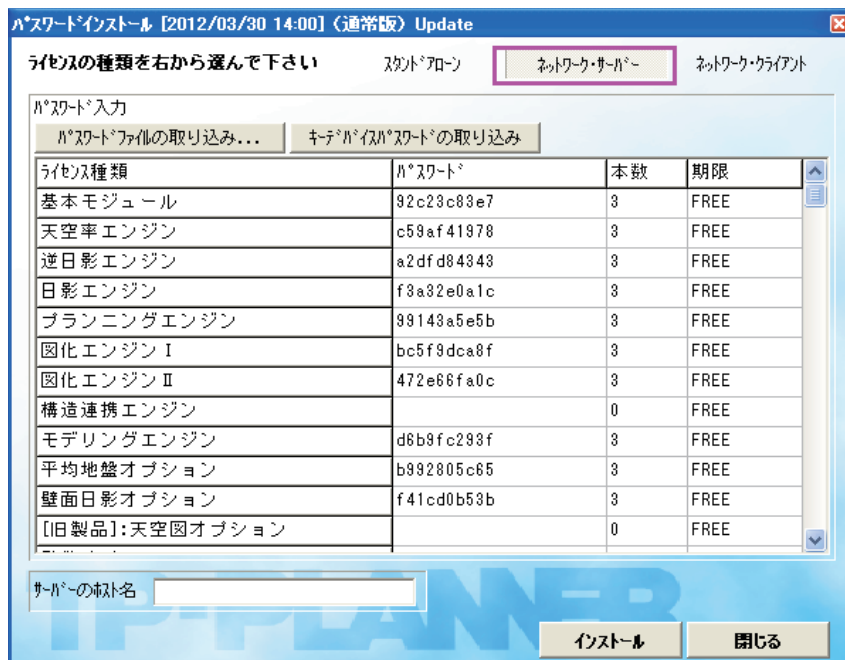 ﾊﾟｽﾜｰﾄﾞｲﾝｽﾄｰﾙ [2012/03/30 14:00]（通常版）Update
ﾗｲｾﾝｽの種類を右から選んで下さい ｽﾀﾝﾄﾞｱﾛｰﾝ ﾈｯﾄﾜｰｸ・ｻｰﾊﾞｰ ﾈｯﾄﾜｰｸ・ｸﾗｲｱﾝﾄ
ﾊﾟｽﾜｰﾄﾞ入力
ﾊﾟｽﾜｰﾄﾞﾌｧｲﾙの取り込み... ｷｰﾃﾞﾊﾞｲｽﾊﾟｽﾜｰﾄﾞの取り込み
ﾗｲｾﾝｽ種類 ﾊﾟｽﾜｰﾄﾞ 本数 期限
基本モジュール 92c23c83e7 3 FREE
天空率エンジン c59af41978 3 FREE
逆日影エンジン a2dfd84343 3 FREE
日影エンジン f3a32e0a1c 3 FREE
プランニングエンジン 99143a5e5b 3 FREE
図化エンジンⅠ bc5f9dca8f 3 FREE
図化エンジンⅡ 472e66fa0c 3 FREE
構造連携エンジン 0 FREE
モデリングエンジン d6b9fc293f 3 FREE
平均地盤オプション b992805c65 3 FREE
壁面日影オプション f41cd0b53b 3 FREE
[旧製品]:天空図オプション 0 FREE
ｻｰﾊﾞｰのﾎｽﾄ名
TP-PLANNER
ｲﾝｽﾄｰﾙ 閉じる